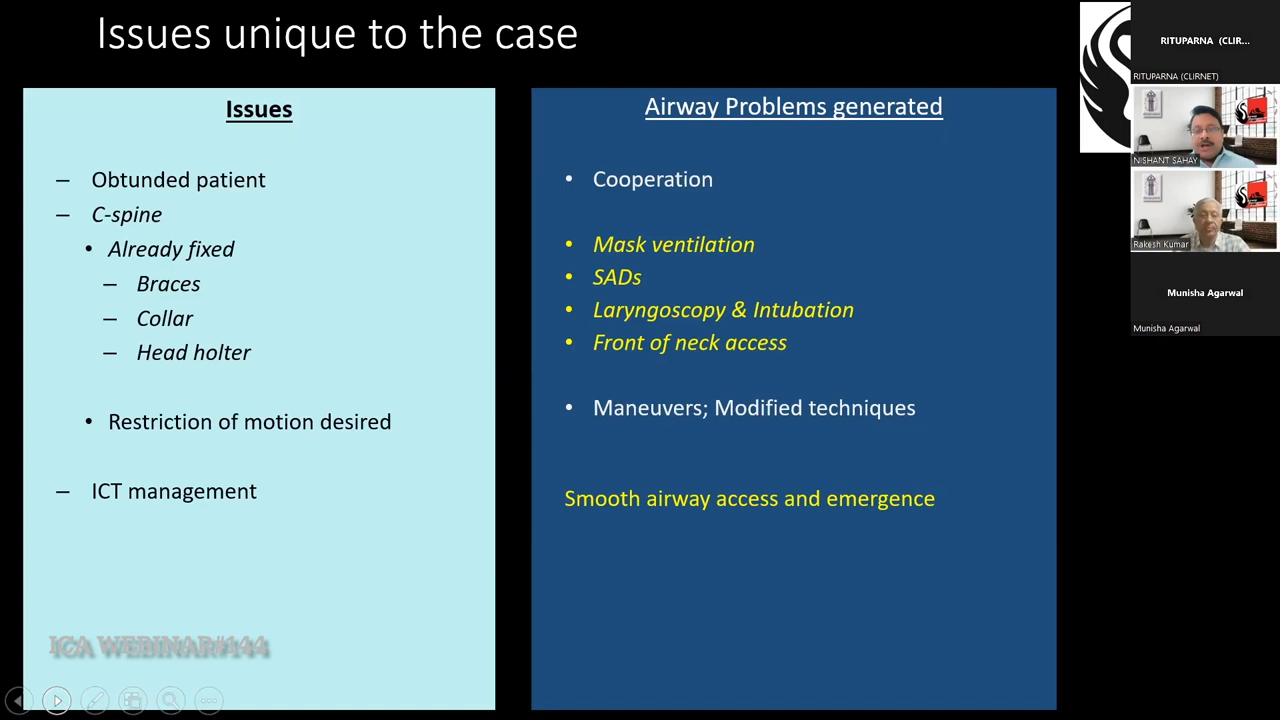 Issues unique to the case
Issues
– Obtunded patient
– C-spine
• Already fixed
– Braces
– Collar
– Head holter
• Restriction of motion desired
– ICT management
ICA WEBINAR#144
Airway Problems generated
• Cooperation
• Mask ventilation
• SADs
• Laryngoscopy & Intubation
• Front of neck access
• Maneuvers; Modified techniques
Smooth airway access and emergence
RITUPARNA (CLIR...
RITUPARNA (CLIRNET)
NISHANT SAHAY
Rakesh Kumar
Munisha Agarwal
Munisha Agarwal